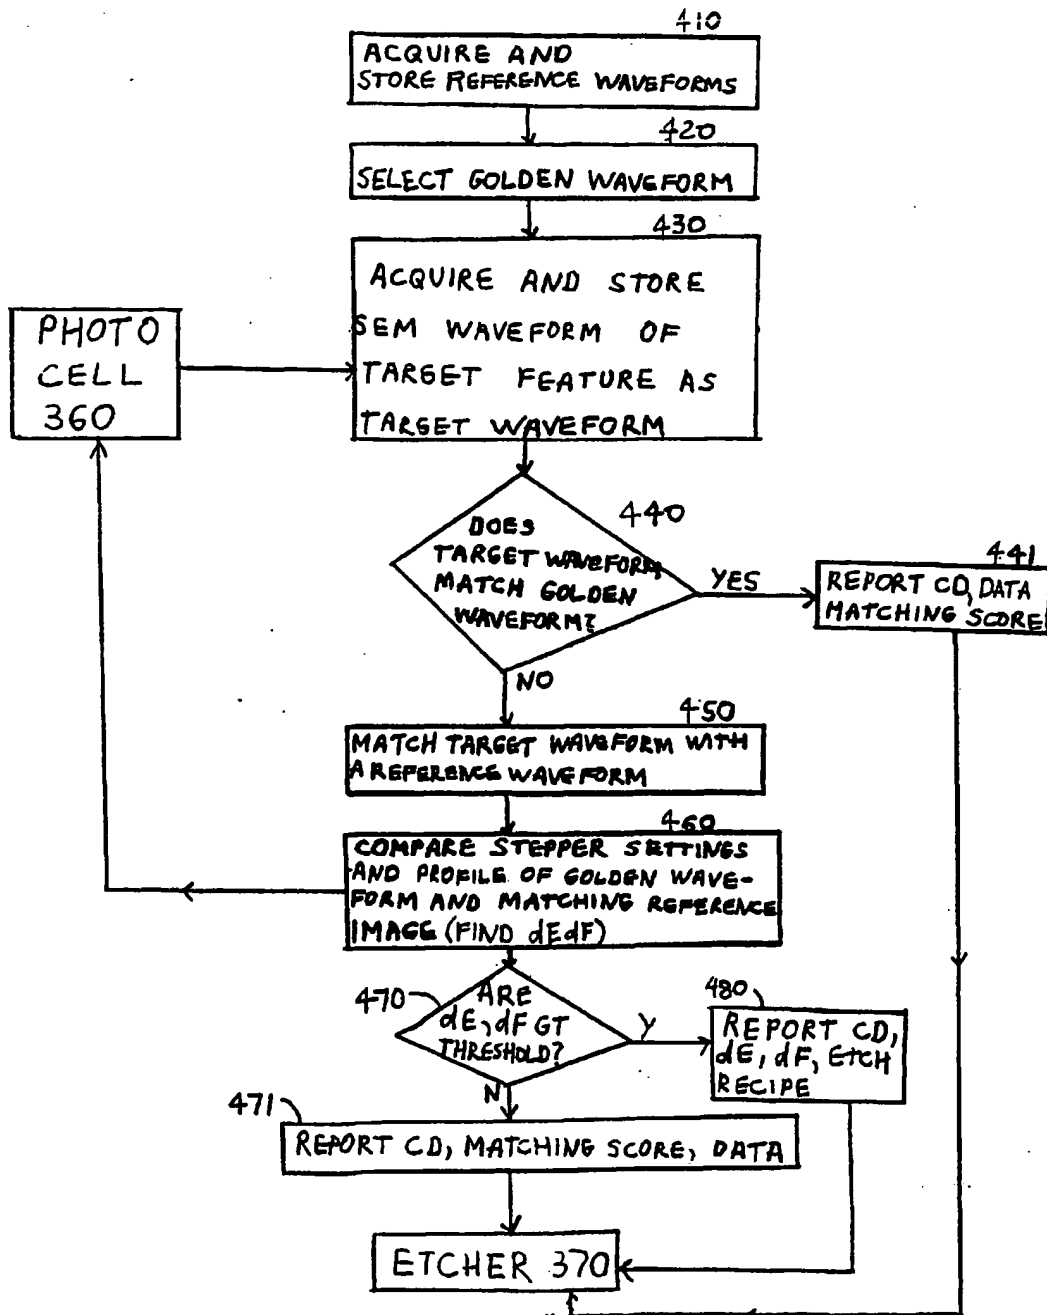 410
ACQUIRE AND
STORE REFERENCE WAVEFORMS
420
SELECT GOLDEN WAVEFORM
430
ACQUIRE AND STORE
SEM WAVEFORM OF
TARGET FEATURE AS
TARGET WAVEFORM
PHOTO
CELL
360
440
DOES
TARGET WAVEFORM
MATCH GOLDEN
WAVEFORM?
YES
441
REPORT CD, DATA
MATCHING SCORE
NO
450
MATCH TARGET WAVEFORM WITH
A REFERENCE WAVEFORM
460
COMPARE STEPPER SETTINGS
AND PROFILE OF GOLDEN WAVE-
FORM AND MATCHING REFERENCE
IMAGE (FIND dEdF)
470
ARE
dE, dF GT
THRESHOLD?
Y
480
REPORT CD,
dE, dF, ETCH
RECIPE
N
471
REPORT CD, MATCHING SCORE, DATA
ETCHER 370